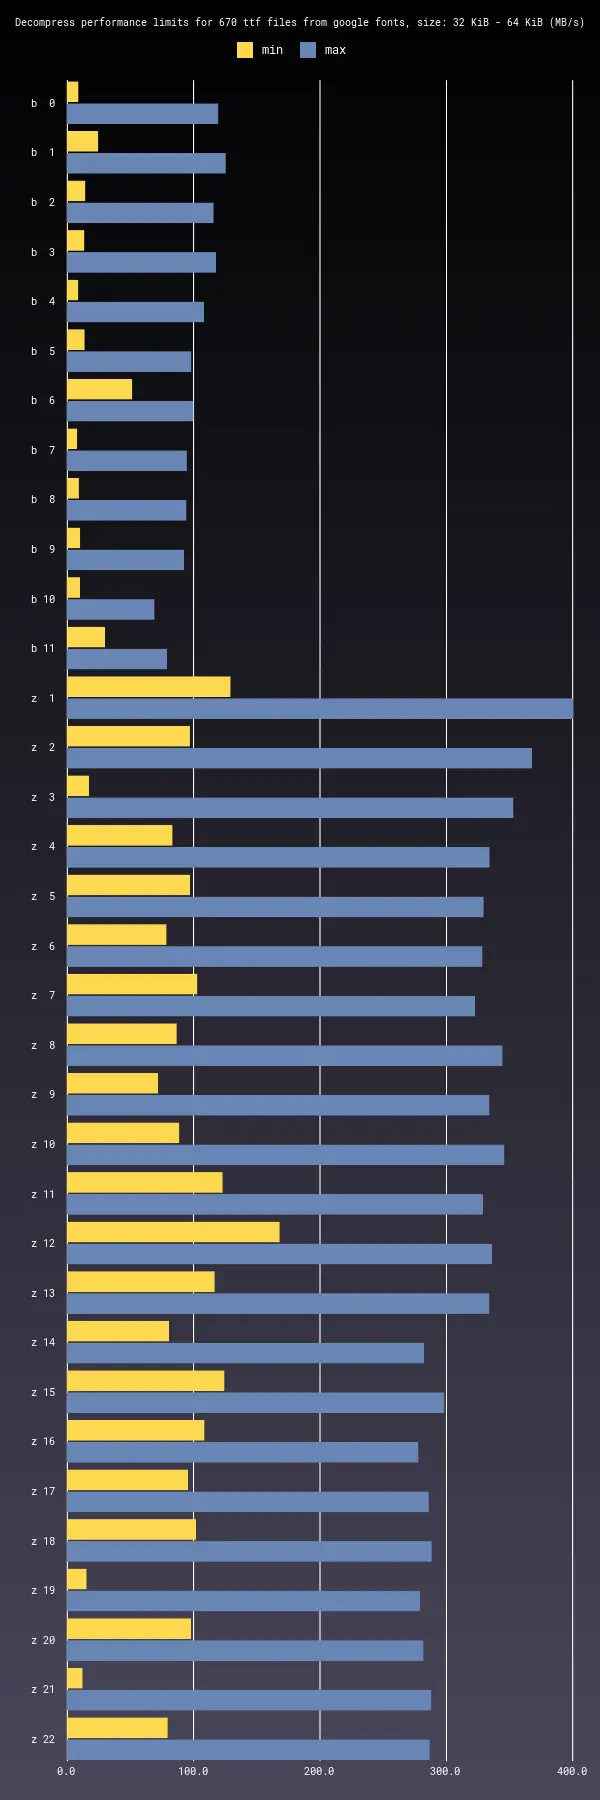 Decompress performance limits for 670 ttf files from google fonts, size: 32 KiB - 64 KiB (MB/s)
min max
b 0
b 1
b 2
b 3
b 4
b 5
b 6
b 7
b 8
b 9
b 10
b 11
z 1
z 2
z 3
z 4
z 5
z 6
z 7
z 8
z 9
z 10
z 11
z 12
z 13
z 14
z 15
z 16
z 17
z 18
z 19
z 20
z 21
z 22
0.0 100.0 200.0 300.0 400.0